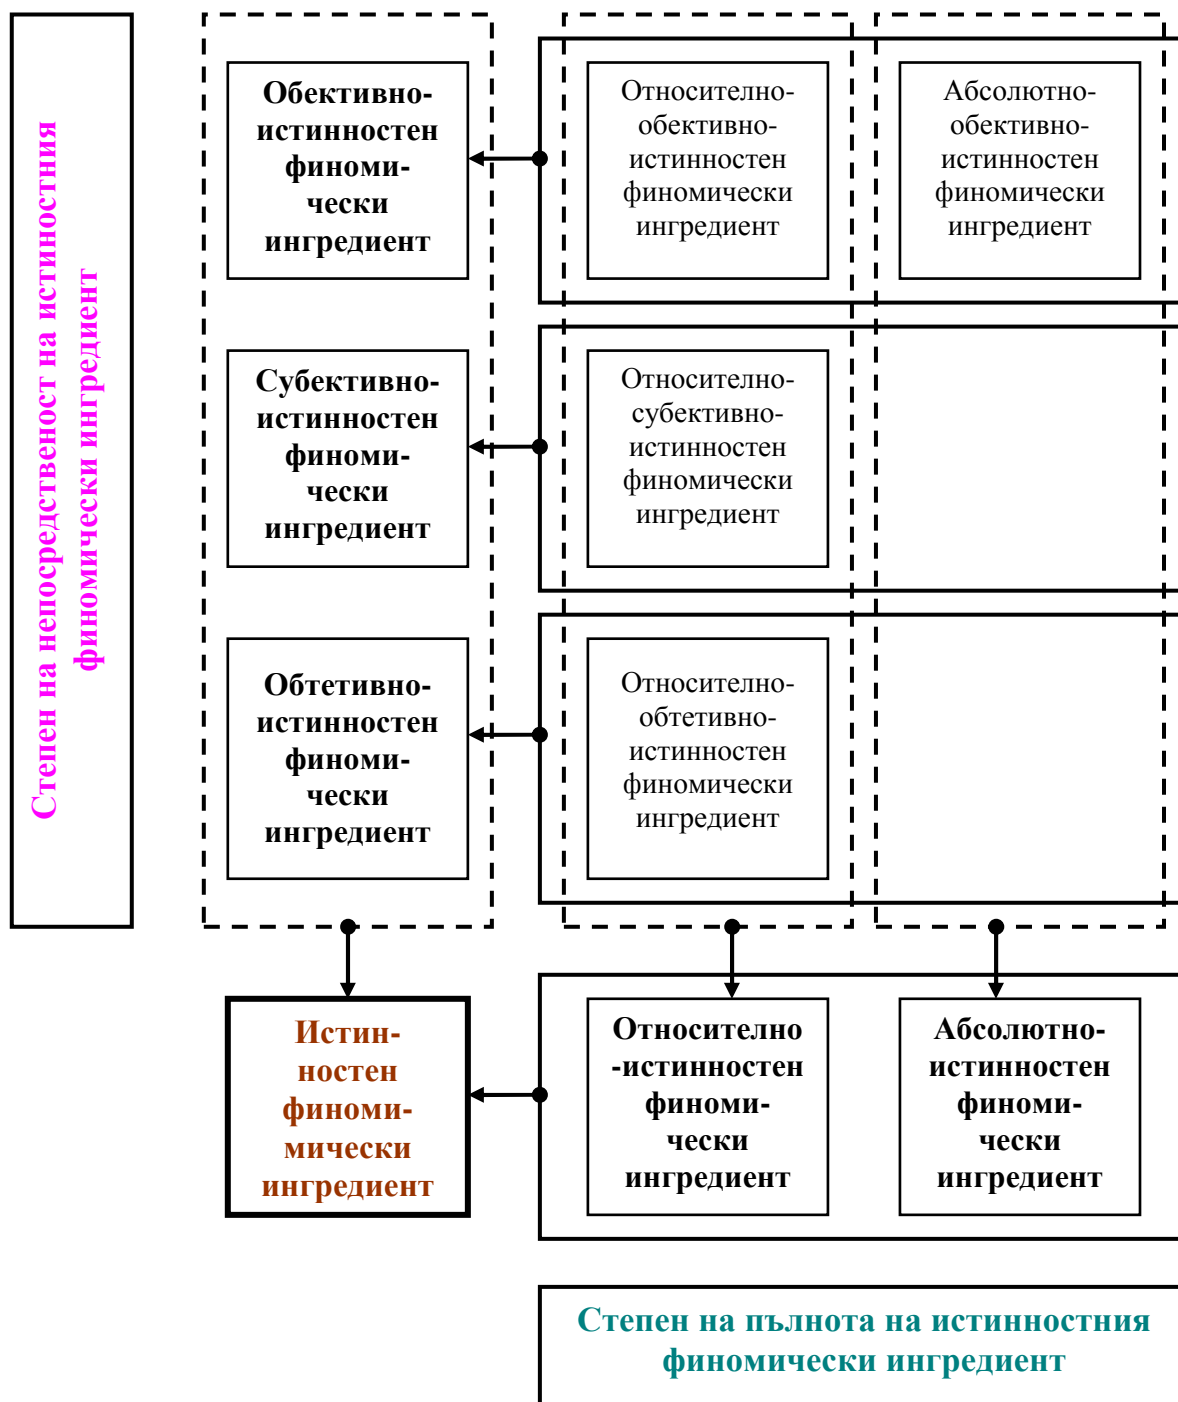 Степен на непосредственост на истиностния
финомически ингредиент
Обективно-
истинностен
финоми-
чески
ингредиент
Относително-
обективно-
истинностен
финомически
ингредиент
Абсолютно-
обективно-
истинностен
финомически
ингредиент
Субективно-
истинностен
финоми-
чески
ингредиент
Относително-
субективно-
истинностен
финомически
ингредиент
Обтетивно-
истинностен
финоми-
чески
ингредиент
Относително-
обтетивно-
истинностен
финомически
ингредиент
Истин-
ностен
финоми-
мически
ингредиент
Относително
-истинностен
финоми-
чески
ингредиент
Абсолютно-
истинностен
финоми-
чески
ингредиент
Степен на пълнота на истинностния
финомически ингредиент